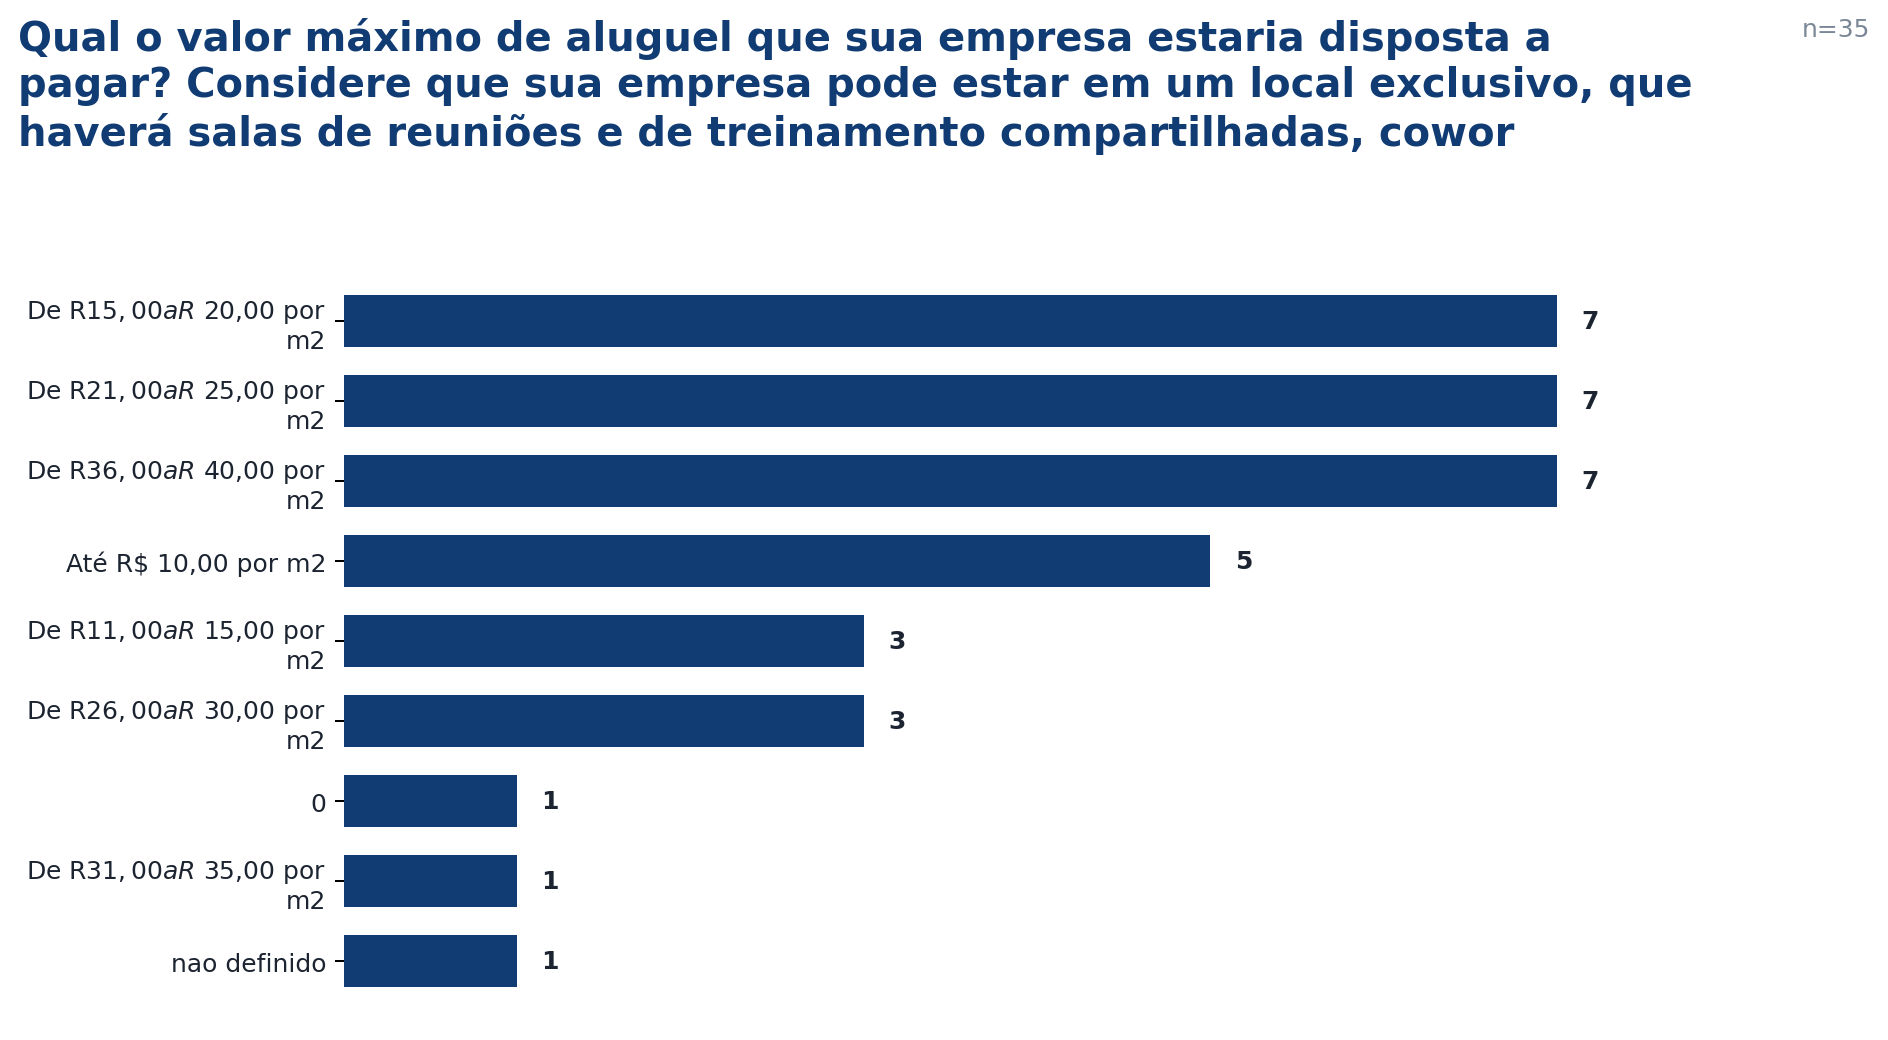 Qual o valor máximo de aluguel que sua empresa estaria disposta a
pagar? Considere que sua empresa pode estar em um local exclusivo, que
haverá salas de reuniões e de treinamento compartilhadas, cowor
n=35
De R15,00aR 20,00 por
m2
7
De R21,00aR 25,00 por
m2
7
De R36,00aR 40,00 por
m2
7
Até R$ 10,00 por m2
5
De R11,00aR 15,00 por
m2
3
De R26,00aR 30,00 por
m2
3
0
1
De R31,00aR 35,00 por
m2
1
nao definido
1